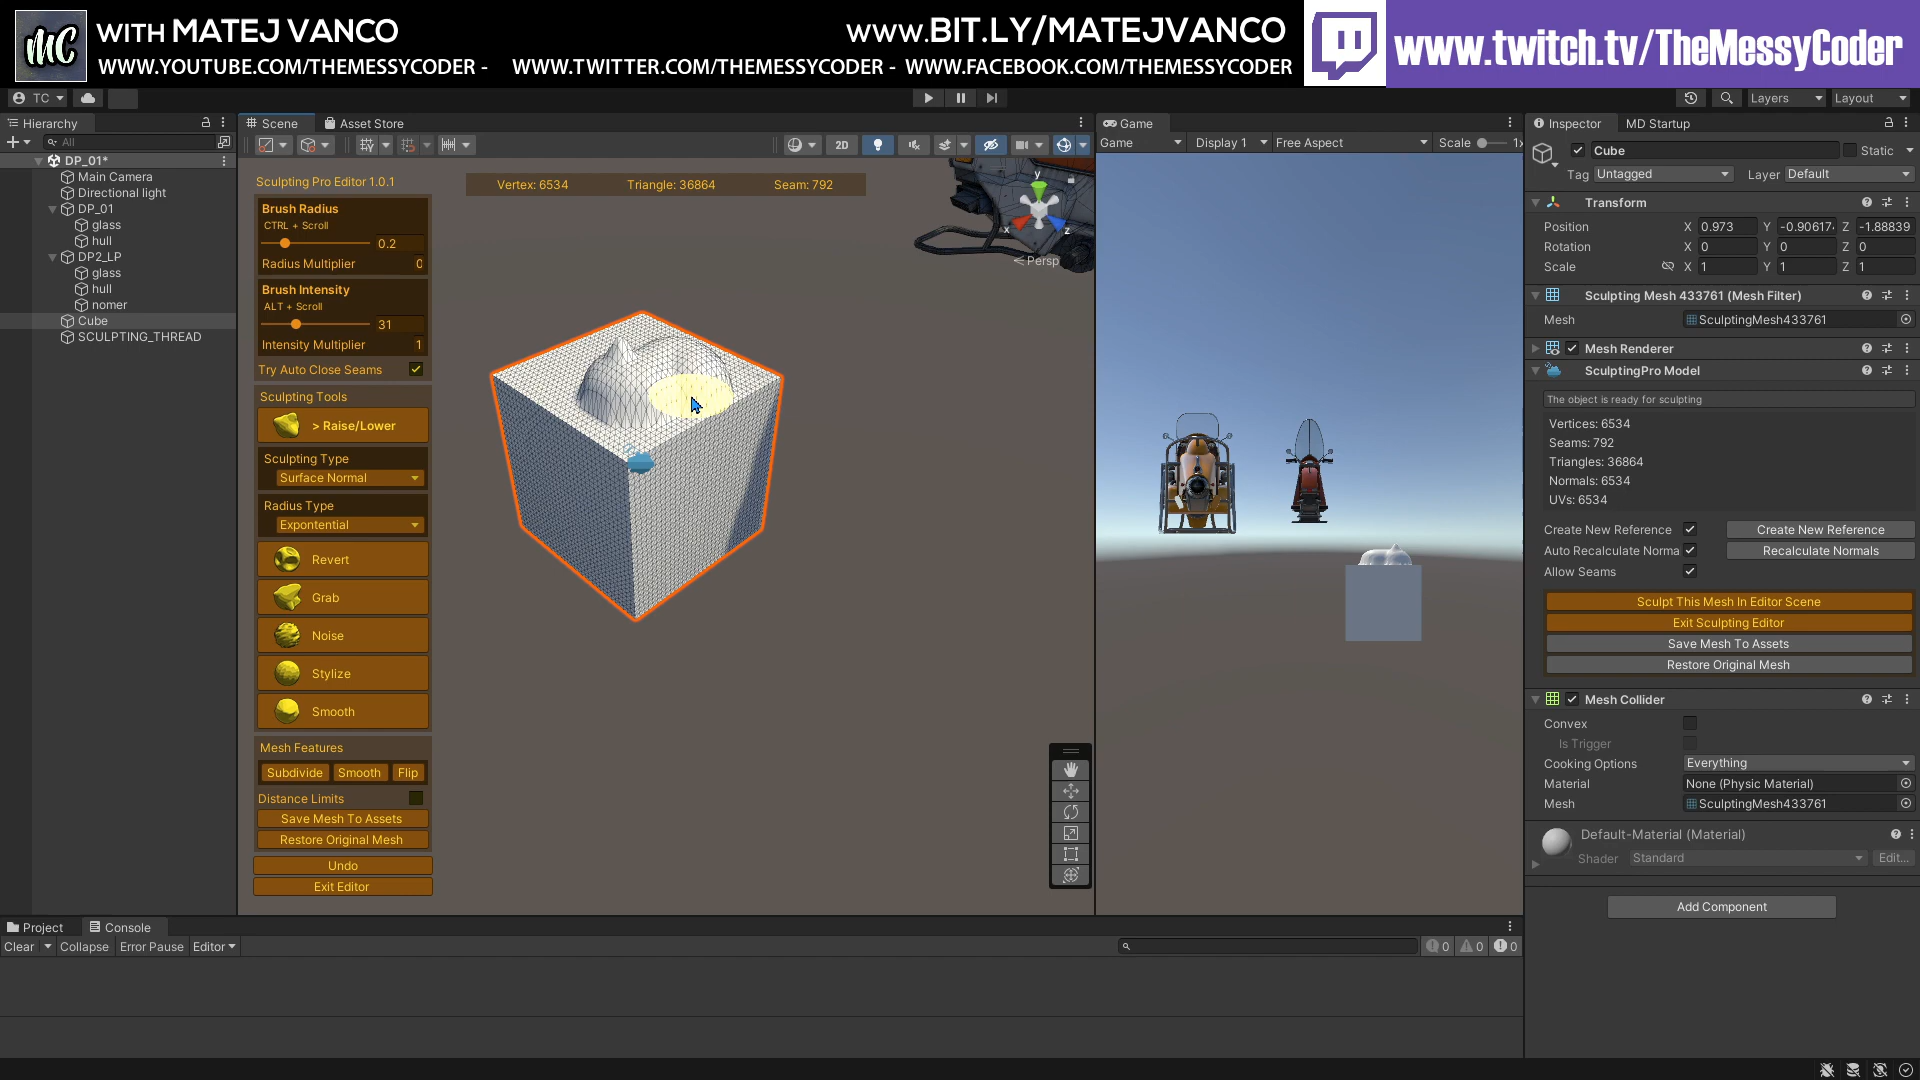 MC WITH MATEJ VANCO
WWW.BIT.LY/MATEJVANCO
www.twitch.tv/TheMessyCoder
WWW.YOUTUBE.COM/THEMESSYCODER - WWW.TWITTER.COM/THEMESSYCODER - WWW.FACEBOOK.COM/THEMESSYCODER
TC
Layers
Layout
Hierarchy
All
DP_01*
Main Camera
Directional light
DP_01
glass
hull
DP2_LP
glass
hull
nomer
Cube
SCULPTING_THREAD
Scene
Asset Store
2D
Sculpting Pro Editor 1.0.1
Vertex: 6534 Triangle: 36864 Seam: 792
Brush Radius
CTRL + Scroll
0.2
Radius Multiplier 0
Brush Intensity
ALT + Scroll
31
Intensity Multiplier 1
Try Auto Close Seams
Sculpting Tools
> Raise/Lower
Sculpting Type
Surface Normal
Radius Type
Expontential
Revert
Grab
Noise
Stylize
Smooth
Mesh Features
Subdivide Smooth Flip
Distance Limits
Save Mesh To Assets
Restore Original Mesh
Undo
Exit Editor
y
x
z
Persp
Game
Game Display 1 Free Aspect Scale 1x
Inspector
MD Startup
Cube
Static
Tag Untagged Layer Default
Transform
Position X 0.973 Y -0.90617 Z -1.88839
Rotation X 0 Y 0 Z 0
Scale X 1 Y 1 Z 1
Sculpting Mesh 433761 (Mesh Filter)
Mesh SculptingMesh433761
Mesh Renderer
SculptingPro Model
The object is ready for sculpting
Vertices: 6534
Seams: 792
Triangles: 36864
Normals: 6534
UVs: 6534
Create New Reference Create New Reference
Auto Recalculate Norma Recalculate Normals
Allow Seams
Sculpt This Mesh In Editor Scene
Exit Sculpting Editor
Save Mesh To Assets
Restore Original Mesh
Mesh Collider
Convex
Is Trigger
Cooking Options Everything
Material None (Physic Material)
Mesh SculptingMesh433761
Default-Material (Material)
Shader Standard Edit...
Add Component
Project
Console
Clear Collapse Error Pause Editor
0 0 0